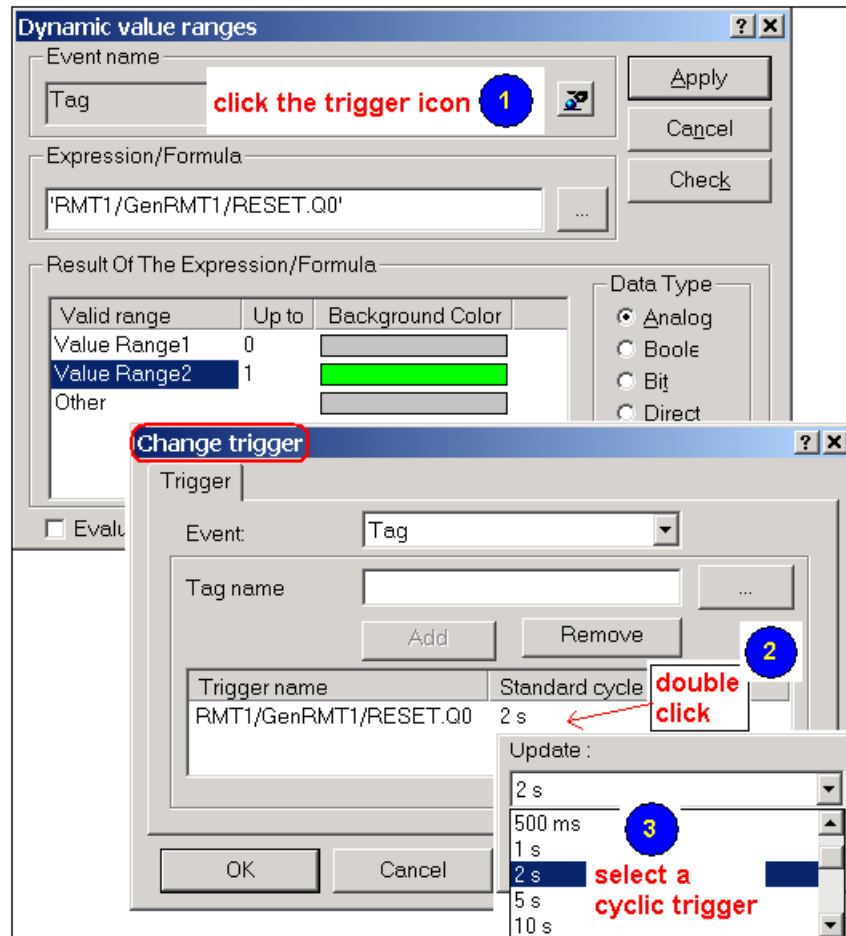 Dynamic value ranges
Event name
Tag
click the trigger icon 1
Apply
Cancel
Check
Expression/Formula
'RMT1/GenRMT1/RESET.Q0'
...
Result Of The Expression/Formula
Valid range Up to Background Color
Value Range1 0
Value Range2 1
Other
Data Type
Analog
Boole
Bit
Direct
Evalu
Change trigger
Trigger
Event:
Tag
Tag name
...
Add
Remove
2
Trigger name Standard cycle
RMT1/GenRMT1/RESET.Q0 2 s
double
click
Update :
2 s
500 ms
1 s
2 s
5 s
10 s
3
select a
cyclic trigger
OK
Cancel